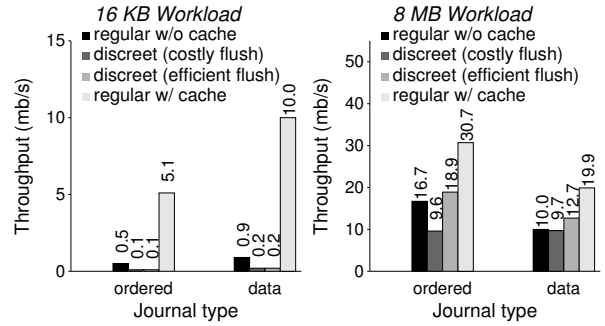 16 KB Workload
regular w/o cache
discreet (costly flush)
discreet (efficient flush)
regular w/ cache
Throughput (mb/s)
15
10
5
0
0.5
0.1
0.1
5.1
0.9
0.2
0.2
10.0
ordered
data
Journal type
8 MB Workload
regular w/o cache
discreet (costly flush)
discreet (efficient flush)
regular w/ cache
Throughput (mb/s)
50
40
30
20
10
0
16.7
9.6
18.9
30.7
10.0
9.7
12.7
19.9
ordered
data
Journal type